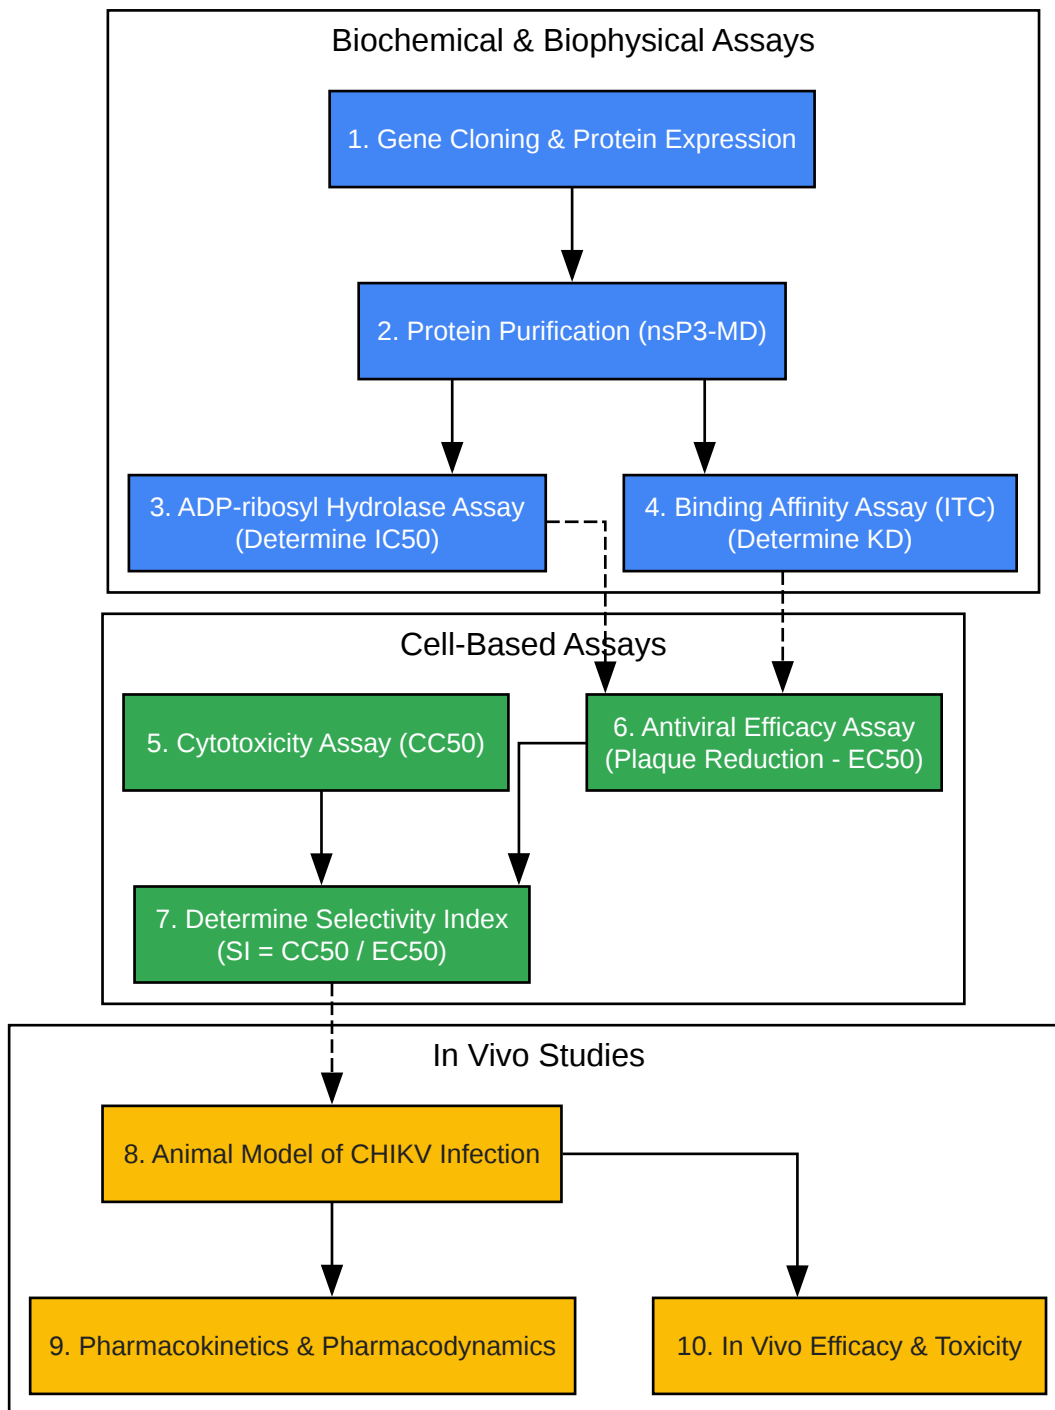 Biochemical & Biophysical Assays
1. Gene Cloning & Protein Expression
2. Protein Purification (nsP3-MD)
3. ADP-ribosyl Hydrolase Assay
(Determine IC50)
4. Binding Affinity Assay (ITC)
(Determine KD)
Cell-Based Assays
5. Cytotoxicity Assay (CC50)
6. Antiviral Efficacy Assay
(Plaque Reduction - EC50)
7. Determine Selectivity Index
(SI = CC50 / EC50)
In Vivo Studies
8. Animal Model of CHIKV Infection
9. Pharmacokinetics & Pharmacodynamics
10. In Vivo Efficacy & Toxicity